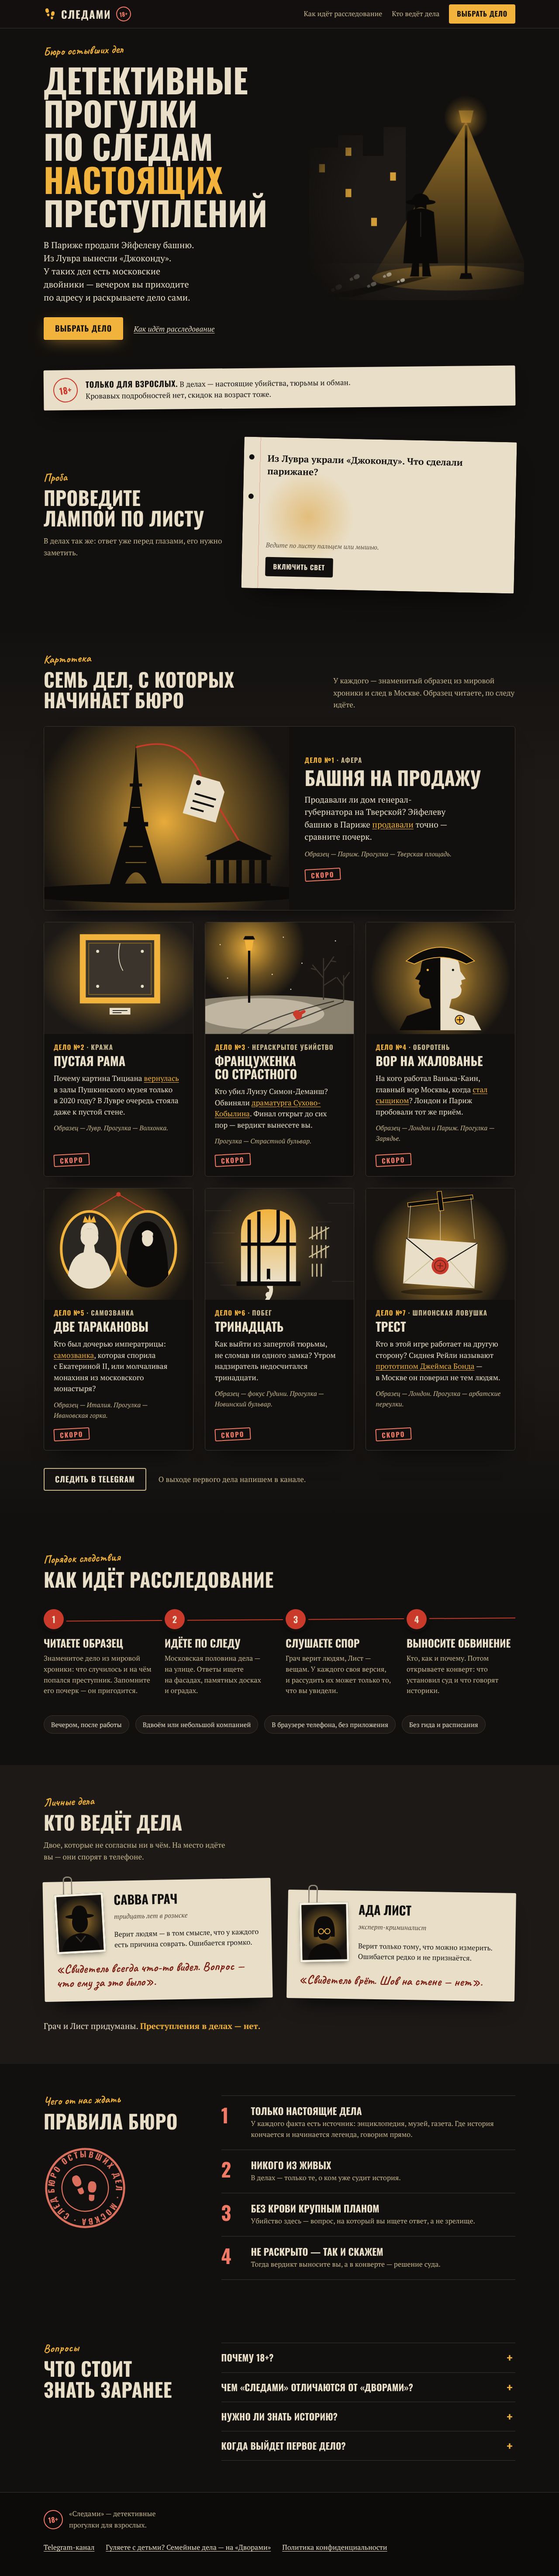 СЛЕДАМИ 18+
Как идёт расследование
Кто ведёт дела
ВЫБРАТЬ ДЕЛО
Бюро остывших дел
ДЕТЕКТИВНЫЕ
ПРОГУЛКИ
ПО СЛЕДАМ
НАСТОЯЩИХ
ПРЕСТУПЛЕНИЙ
В Париже продали Эйфелеву башню.
Из Лувра вынесли «Джоконду».
У таких дел есть московские
двойники — вечером вы приходите
по адресу и раскрываете дело сами.
ВЫБРАТЬ ДЕЛО
Как идёт расследование
18+
ТОЛЬКО ДЛЯ ВЗРОСЛЫХ. В делах — настоящие убийства, тюрьмы и обман.
Кровавых подробностей нет, скидок на возраст тоже.
Проба
ПРОВЕДИТЕ
ЛАМПОЙ ПО ЛИСТУ
В делах так же: ответ уже перед глазами, его нужно
заметить.
Из Лувра украли «Джоконду». Что сделали
парижане?
Ведите по листу пальцем или мышью.
ВКЛЮЧИТЬ СВЕТ
Картотека
СЕМЬ ДЕЛ, С КОТОРЫХ
НАЧИНАЕТ БЮРО
У каждого — знаменитый образец из мировой
хроники и след в Москве. Образец читаете, по следу
идёте.
ДЕЛО №1 · АФЕРА
БАШНЯ НА ПРОДАЖУ
Продавали ли дом генерал-
губернатора на Тверской? Эйфелеву
башню в Париже продавали точно —
сравните почерк.
Образец — Париж. Прогулка — Тверская площадь.
СКОРО
ДЕЛО №2 · КРАЖА
ПУСТАЯ РАМА
Почему картина Тициана вернулась
в залы Пушкинского музея только
в 2020 году? В Лувре очередь стояла
даже к пустой стене.
Образец — Лувр. Прогулка — Волхонка.
СКОРО
ДЕЛО №3 · НЕРАСКРЫТОЕ УБИЙСТВО
ФРАНЦУЖЕНКА
СО СТРАСТНОГО
Кто убил Луизу Симон-Деманш?
Обвиняли драматурга Сухово-
Кобылина. Финал открыт до сих
пор — вердикт вынесете вы.
Прогулка — Страстной бульвар.
СКОРО
ДЕЛО №4 · ОБОРОТЕНЬ
ВОР НА ЖАЛОВАНЬЕ
На кого работал Ванька-Каин,
главный вор Москвы, когда стал
сыщиком? Лондон и Париж
пробовали тот же приём.
Образец — Лондон и Париж. Прогулка —
Зарядье.
СКОРО
ДЕЛО №5 · САМОЗВАНКА
ДВЕ ТАРАКАНОВЫ
Кто был дочерью императрицы:
самозванка, которая спорила
с Екатериной II, или молчаливая
монахиня из московского
монастыря?
Образец — Италия. Прогулка —
Ивановская горка.
СКОРО
ДЕЛО №6 · ПОБЕГ
ТРИНАДЦАТЬ
Как выйти из запертой тюрьмы,
не сломав ни одного замка? Утром
надзиратель недосчитался
тринадцати.
Образец — фокус Гудини. Прогулка —
Новинский бульвар.
СКОРО
ДЕЛО №7 · ШПИОНСКАЯ ЛОВУШКА
ТРЕСТ
Кто в этой игре работает на другую
сторону? Сиднея Рейли называют
прототипом Джеймса Бонда —
в Москве он поверил не тем людям.
Образец — Лондон. Прогулка — арбатские
переулки.
СКОРО
СЛЕДИТЬ В TELEGRAM
О выходе первого дела напишем в канале.
Порядок следствия
КАК ИДЁТ РАССЛЕДОВАНИЕ
1
ЧИТАЕТЕ ОБРАЗЕЦ
Знаменитое дело из мировой
хроники: что случилось и на чём
попался преступник. Запомните
его почерк — он пригодится.
2
ИДЁТЕ ПО СЛЕДУ
Московская половина дела —
на улице. Ответы ищете
на фасадах, памятных досках
и оградах.
3
СЛУШАЕТЕ СПОР
Грач верит людям, Лист —
вещам. У каждого своя версия,
и рассудить их может только то,
что вы увидели.
4
ВЫНОСИТЕ ОБВИНЕНИЕ
Кто, как и почему. Потом
открываете конверт: что
установил суд и что говорят
историки.
Вечером, после работы
Вдвоём или небольшой компанией
В браузере телефона, без приложения
Без гида и расписания
Личные дела
КТО ВЕДЁТ ДЕЛА
Двое, которые не согласны ни в чём. На место идёте
вы — они спорят в телефоне.
САВВА ГРАЧ
тридцать лет в розыске
Верит людям — в том смысле, что у каждого
есть причина соврать. Ошибается громко.
«Свидетель всегда что-то видел. Вопрос —
что ему за это было».
АДА ЛИСТ
эксперт-криминалист
Верит только тому, что можно измерить.
Ошибается редко и не признаётся.
«Свидетель врёт. Шов на стене — нет».
Грач и Лист придуманы. Преступления в делах — нет.
Чего от нас ждать
ПРАВИЛА БЮРО
БЮРО ОСТЫВШИХ ДЕЛ · МОСКВА · СЛЕД
1
ТОЛЬКО НАСТОЯЩИЕ ДЕЛА
У каждого факта есть источник: энциклопедия, музей, газета. Где история
кончается и начинается легенда, говорим прямо.
2
НИКОГО ИЗ ЖИВЫХ
В делах — только те, о ком уже судит история.
3
БЕЗ КРОВИ КРУПНЫМ ПЛАНОМ
Убийство здесь — вопрос, на который вы ищете ответ, а не зрелище.
4
НЕ РАСКРЫТО — ТАК И СКАЖЕМ
Тогда вердикт выносите вы, а в конверте — решение суда.
Вопросы
ЧТО СТОИТ
ЗНАТЬ ЗАРАНЕЕ
ПОЧЕМУ 18+? +
ЧЕМ «СЛЕДАМИ» ОТЛИЧАЮТСЯ ОТ «ДВОРАМИ»? +
НУЖНО ЛИ ЗНАТЬ ИСТОРИЮ? +
КОГДА ВЫЙДЕТ ПЕРВОЕ ДЕЛО? +
18+
«Следами» — детективные
прогулки для взрослых.
Telegram-канал
Гуляете с детьми? Семейные дела — на «Дворами»
Политика конфиденциальности